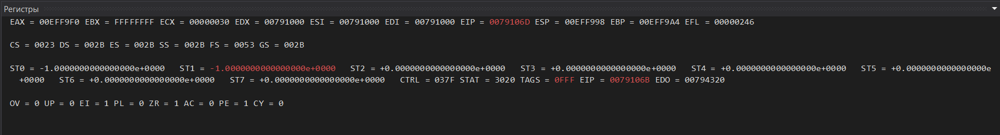 Регистры
EAX = 00EFF9F0 EBX = FFFFFFFF ECX = 00000030 EDX = 00791000 ESI = 00791000 EDI = 00791000 EIP = 0079106D ESP = 00EFF998 EBP = 00EFF9A4 EFL = 00000246
CS = 0023 DS = 002B ES = 002B SS = 002B FS = 0053 GS = 002B
ST0 = -1.0000000000000000e+0000 ST1 = -1.0000000000000000e+0000 ST2 = +0.0000000000000000e+0000 ST3 = +0.0000000000000000e+0000 ST4 = +0.0000000000000000e+0000 ST5 = +0.0000000000000000e
+0000 ST6 = +0.0000000000000000e+0000 ST7 = +0.0000000000000000e+0000 CTRL = 037F STAT = 3020 TAGS = 0FFF EIP = 0079106B EDO = 00794320
OV = 0 UP = 0 EI = 1 PL = 0 ZR = 1 AC = 0 PE = 1 CY = 0